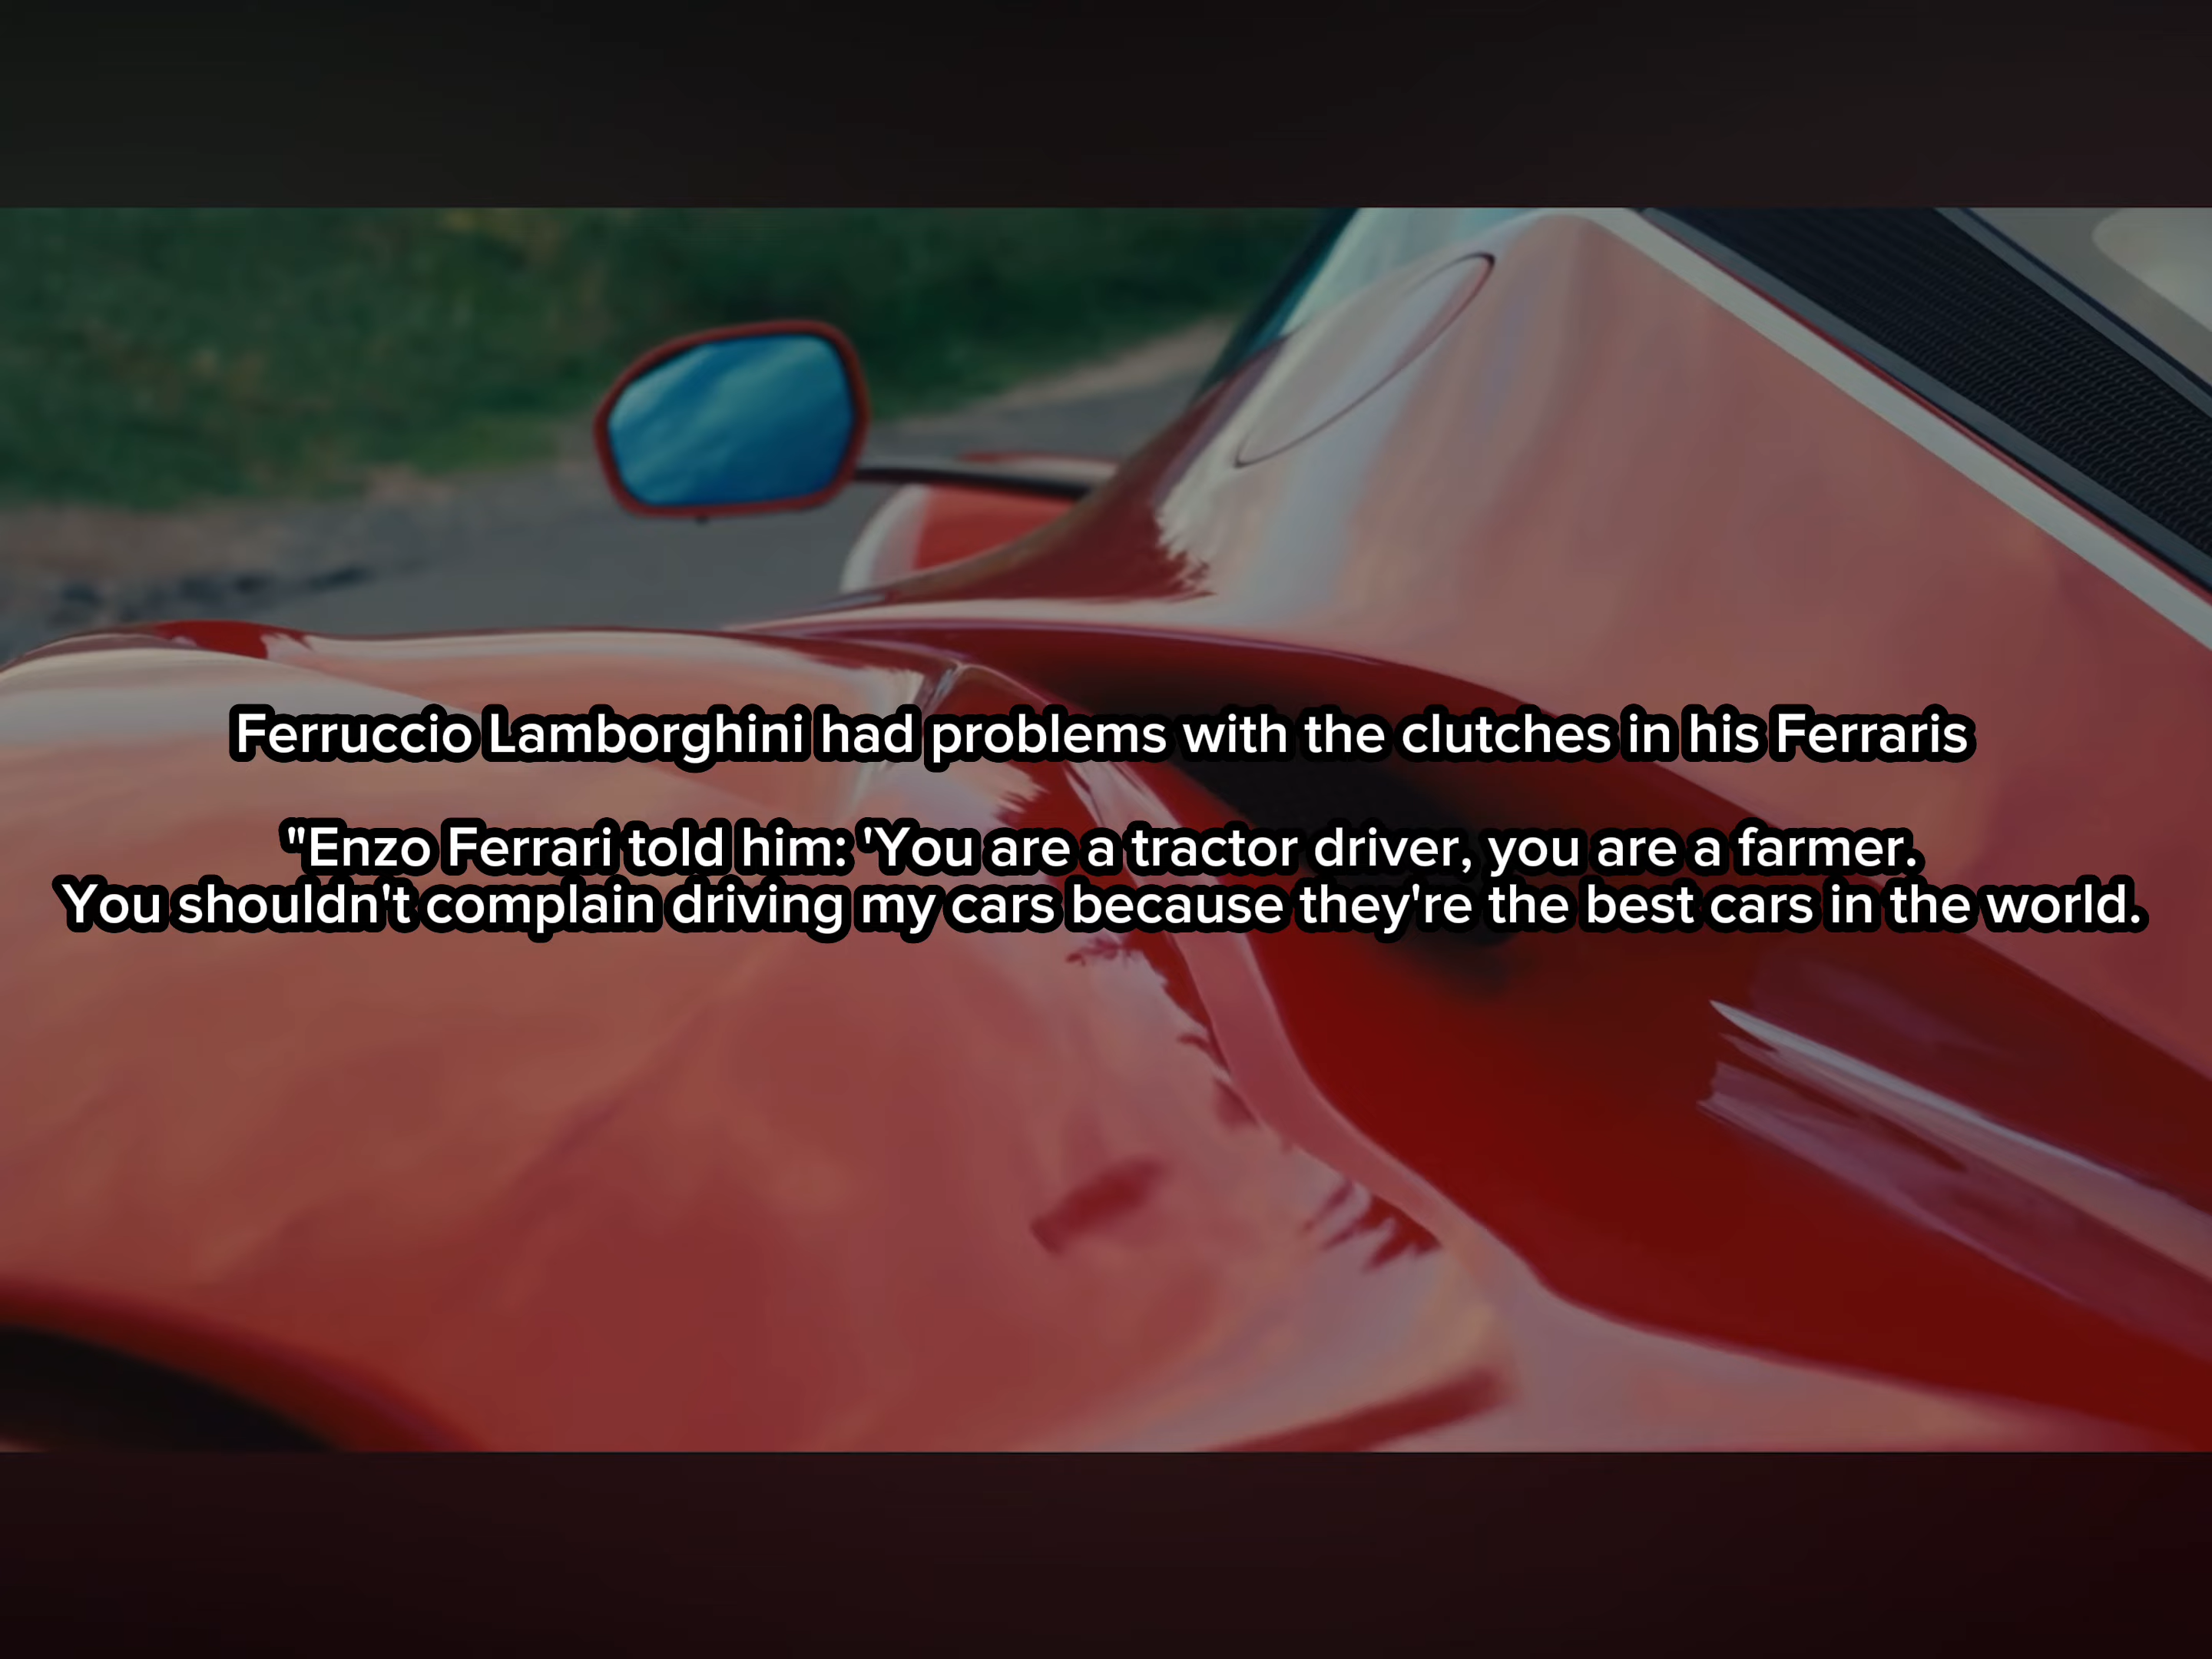 Ferruccio Lamborghini had problems with the clutches in his Ferraris
"Enzo Ferrari told him: 'You are a tractor driver, you are a farmer.
You shouldn't complain driving my cars because they're the best cars in the world.